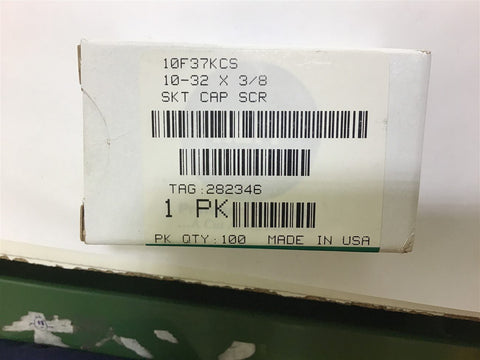 10F37KCS
10-32 X 3/8
SKT CAP SCR
TAG:282346
1 PK
PK QTY:100 MADE IN USA